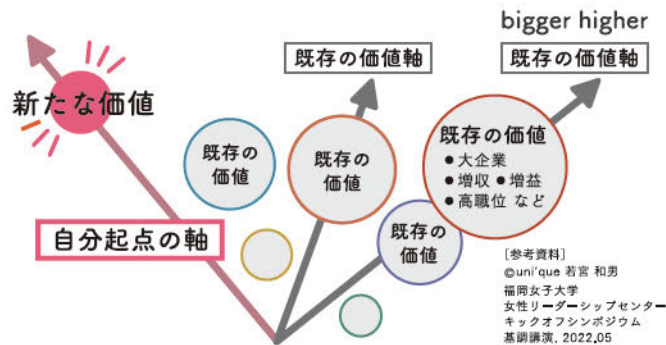 bigger higher
既存の価値軸
既存の価値軸
新たな価値
既存の
価値
既存の
価値
既存の価値
●大企業
●増収 ●増益
●高職位 など
自分起点の軸
既存の
価値
[参考資料]
©uni'que 若宮 和男
福岡女子大学
女性リーダーシップセンター
キックオフシンポジウム
基調講演, 2022.05